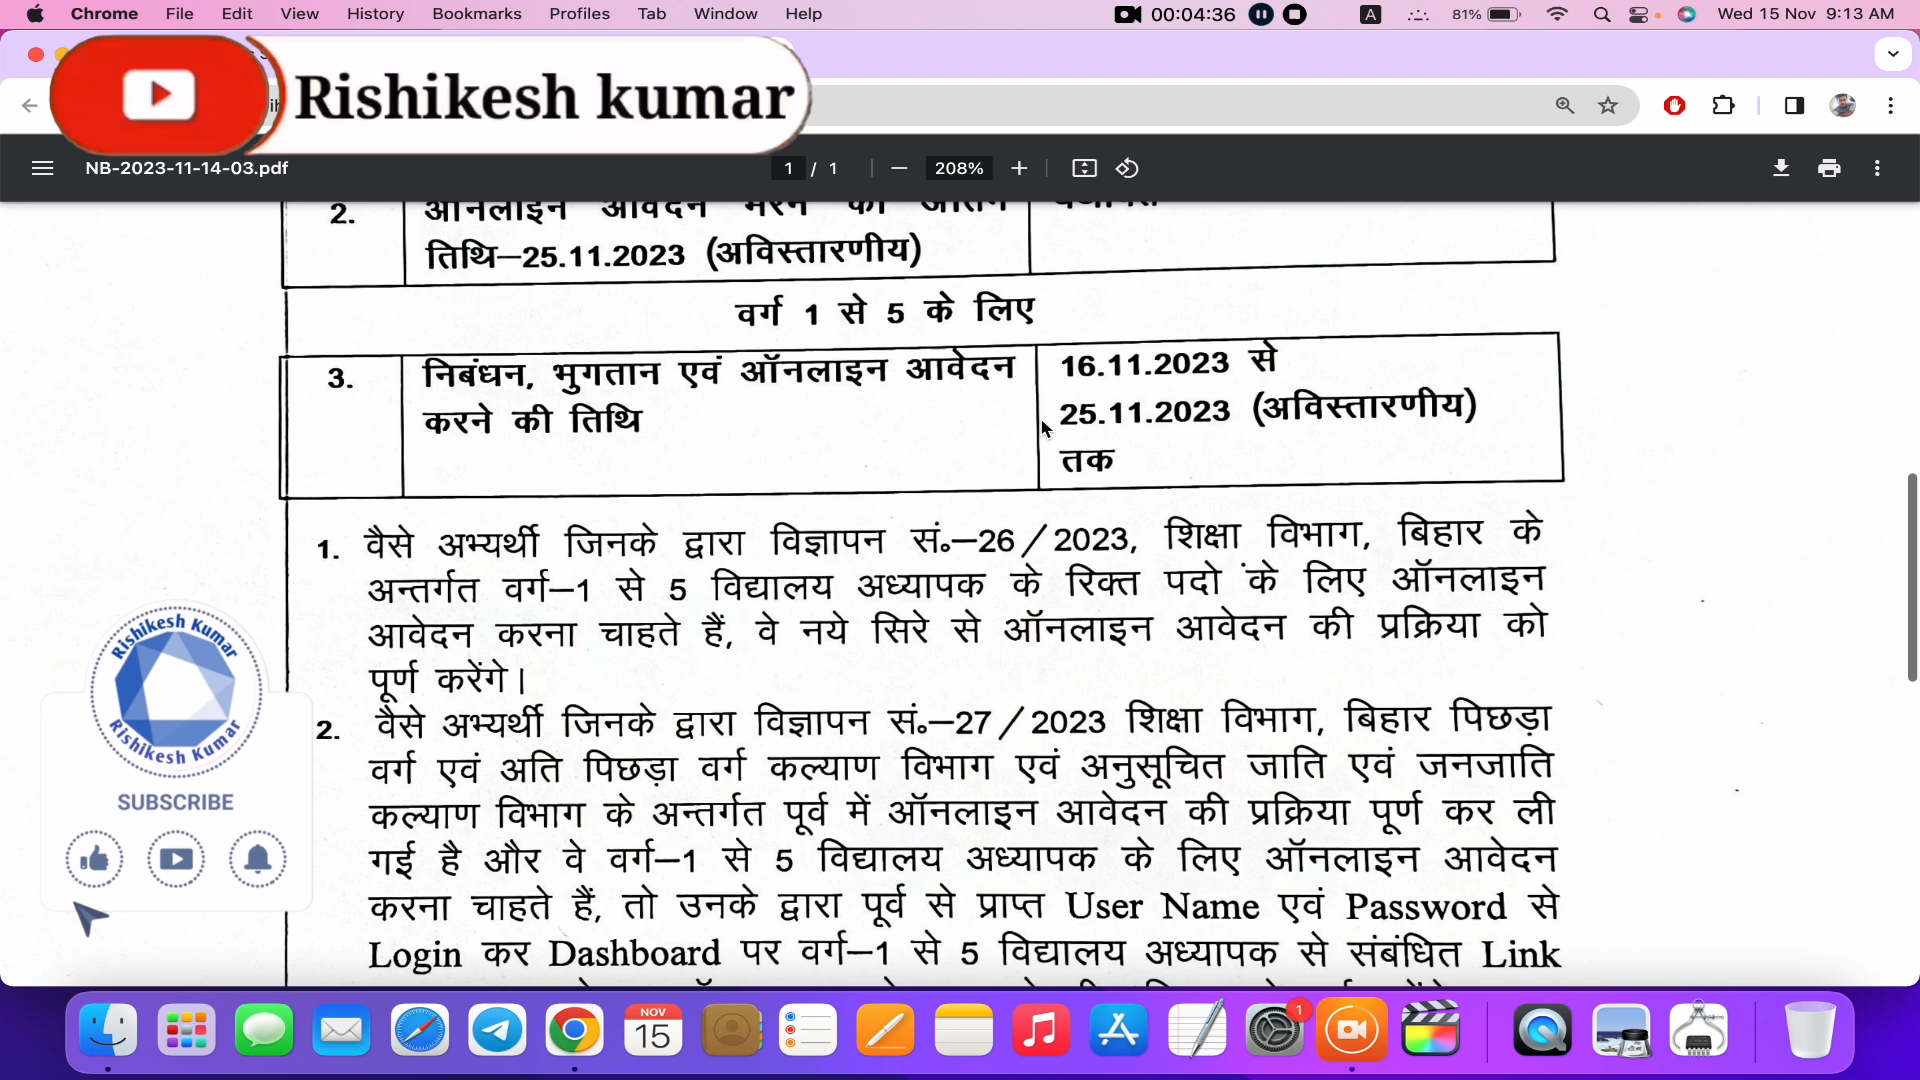 Chrome File Edit View History Bookmarks Profiles Tab Window Help 00:04:36 A 81% Wed 15 Nov 9:13 AM
Rishikesh kumar
NB-2023-11-14-03.pdf 1 / 1 208%
2. ऑनलाइन आवेदन भरने की अंतिम
तिथि–25.11.2023 (अविस्तारणीय)
वर्ग 1 से 5 के लिए
3. निबंधन, भुगतान एवं ऑनलाइन आवेदन 16.11.2023 से
करने की तिथि 25.11.2023 (अविस्तारणीय)
तक
1. वैसे अभ्यर्थी जिनके द्वारा विज्ञापन सं०–26/2023, शिक्षा विभाग, बिहार के
अन्तर्गत वर्ग–1 से 5 विद्यालय अध्यापक के रिक्त पदो के लिए ऑनलाइन
आवेदन करना चाहते हैं, वे नये सिरे से ऑनलाइन आवेदन की प्रक्रिया को
पूर्ण करेंगे।
2. वैसे अभ्यर्थी जिनके द्वारा विज्ञापन सं०–27/2023 शिक्षा विभाग, बिहार पिछड़ा
वर्ग एवं अति पिछड़ा वर्ग कल्याण विभाग एवं अनुसूचित जाति एवं जनजाति
कल्याण विभाग के अन्तर्गत पूर्व में ऑनलाइन आवेदन की प्रक्रिया पूर्ण कर ली
गई है और वे वर्ग–1 से 5 विद्यालय अध्यापक के लिए ऑनलाइन आवेदन
करना चाहते हैं, तो उनके द्वारा पूर्व से प्राप्त User Name एवं Password से
Login कर Dashboard पर वर्ग–1 से 5 विद्यालय अध्यापक से संबंधित Link
Rishikesh Kumar
Rishikesh Kumar
SUBSCRIBE
NOV
15
1